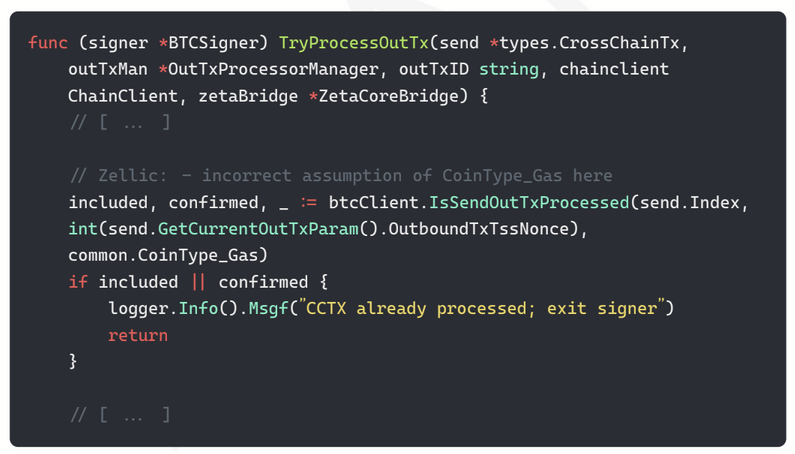 func (signer *BTCSigner) TryProcessOutTx(send *types.CrossChainTx,
outTxMan *OutTxProcessorManager, outTxID string, chainclient
ChainClient, zetaBridge *ZetaCoreBridge) {
// [ ... ]
// Zellic: - incorrect assumption of CoinType_Gas here
included, confirmed, _ := btcClient.IsSendOutTxProcessed(send.Index,
int(send.GetCurrentOutTxParam().OutboundTxTssNonce),
common.CoinType_Gas)
if included || confirmed {
logger.Info().Msgf("CCTX already processed; exit signer")
return
}
// [ ... ]